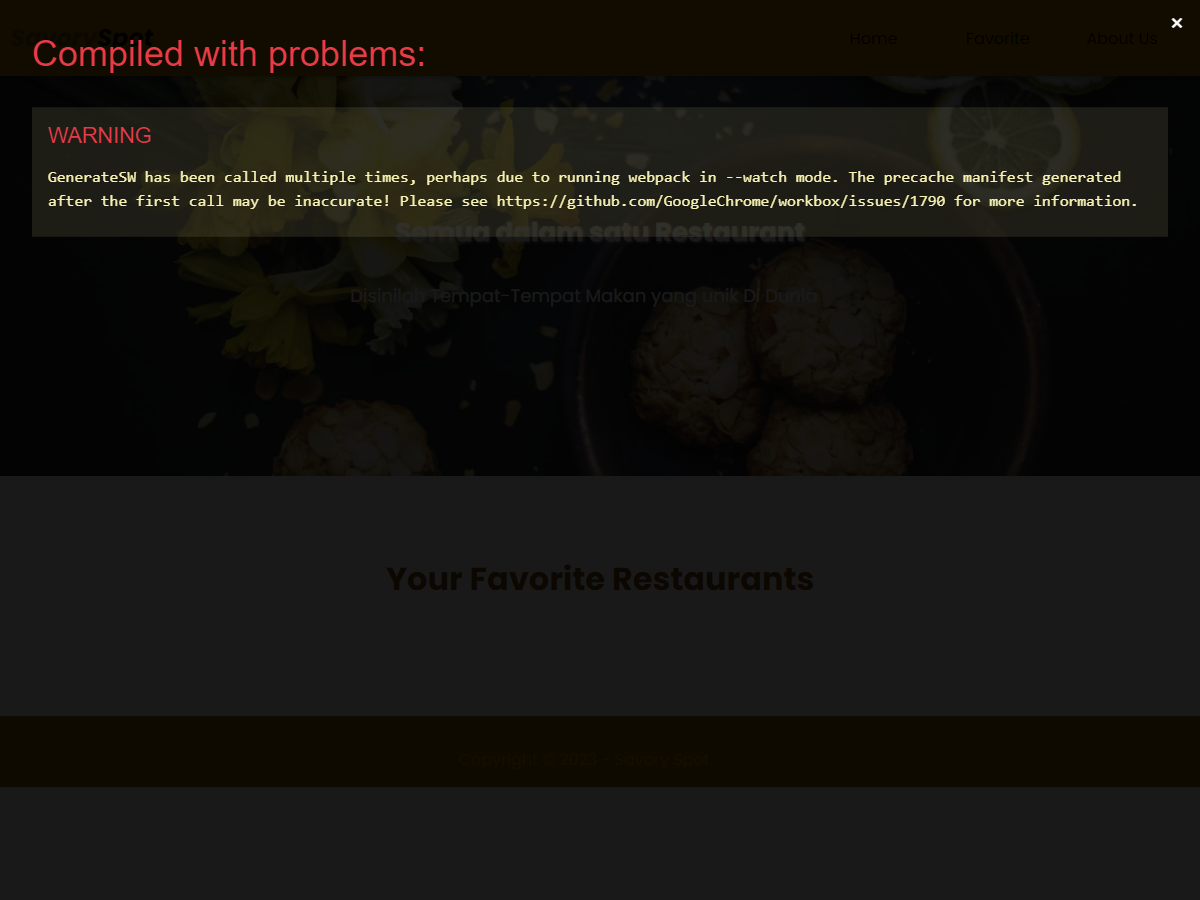 SavorySpot
Home
Favorite
About Us
Compiled with problems:
WARNING
GenerateSW has been called multiple times, perhaps due to running webpack in --watch mode. The precache manifest generated
after the first call may be inaccurate! Please see https://github.com/GoogleChrome/workbox/issues/1790 for more information.
Semua dalam satu Restaurant
Disinilah Tempat-Tempat Makan yang unik Di Dunia
Your Favorite Restaurants
Copyright © 2023 - Savory Spot